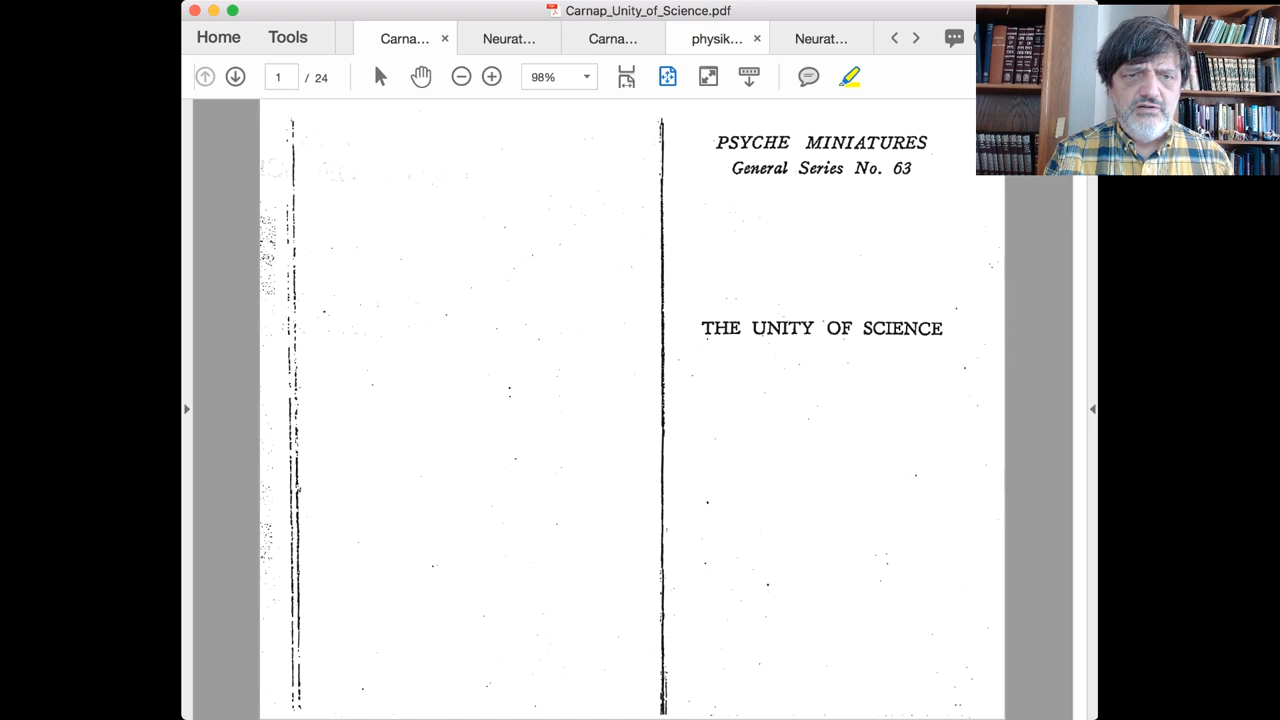 Carnap_Unity_of_Science.pdf
Home Tools Carna... × Neurat... Carna... physik... × Neurat...
1 / 24 98%
PSYCHE MINIATURES
General Series No. 63
THE UNITY OF SCIENCE